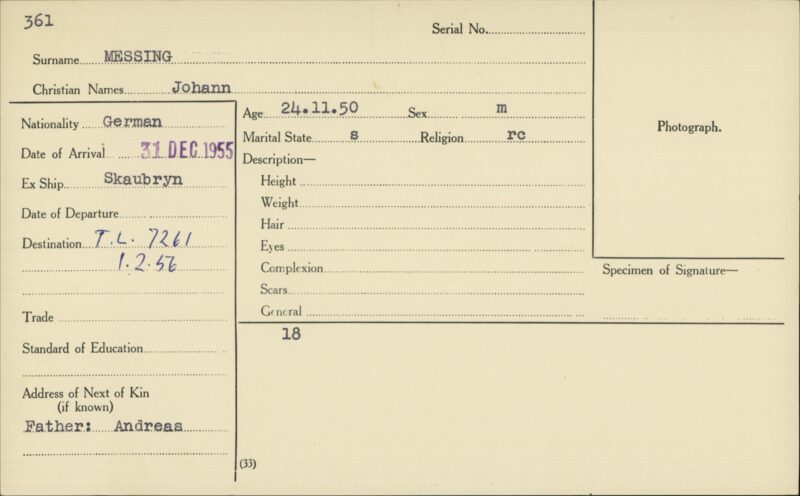 361
Serial No.
Surname MESSING
Christian Names Johann
Nationality German
Date of Arrival 31 DEC 1955
Ex Ship Skaubryn
Date of Departure
Destination T.L. 7261
1.2.56
Trade
Standard of Education
Address of Next of Kin
(if known)
Father: Andreas
Age 24.11.50 Sex m
Marital State s Religion rc
Description—
Height
Weight
Hair
Eyes
Complexion
Scars
General
18
(33)
Photograph.
Specimen of Signature—